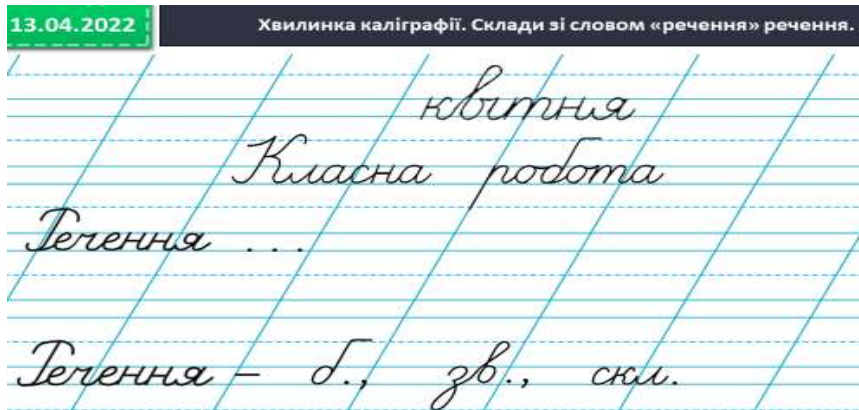 13.04.2022 Хвилинка каліграфії. Склади зі словом «речення» речення.
квітня
Класна робота
Речення ...
Речення – б., зв., скл.